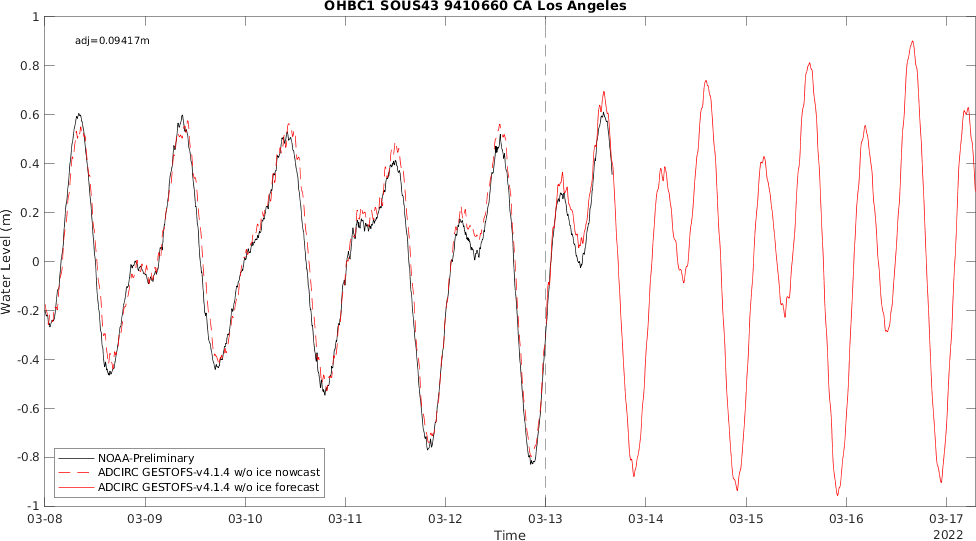 OHBC1 SOUS43 9410660 CA Los Angeles
adj=0.09417m
1
0.8
0.6
0.4
0.2
0
-0.2
-0.4
-0.6
-0.8
-1
Water Level (m)
NOAA-Preliminary
ADCIRC GESTOFS-v4.1.4 w/o ice nowcast
ADCIRC GESTOFS-v4.1.4 w/o ice forecast
03-08 03-09 03-10 03-11 03-12 03-13 03-14 03-15 03-16 03-17
Time
2022